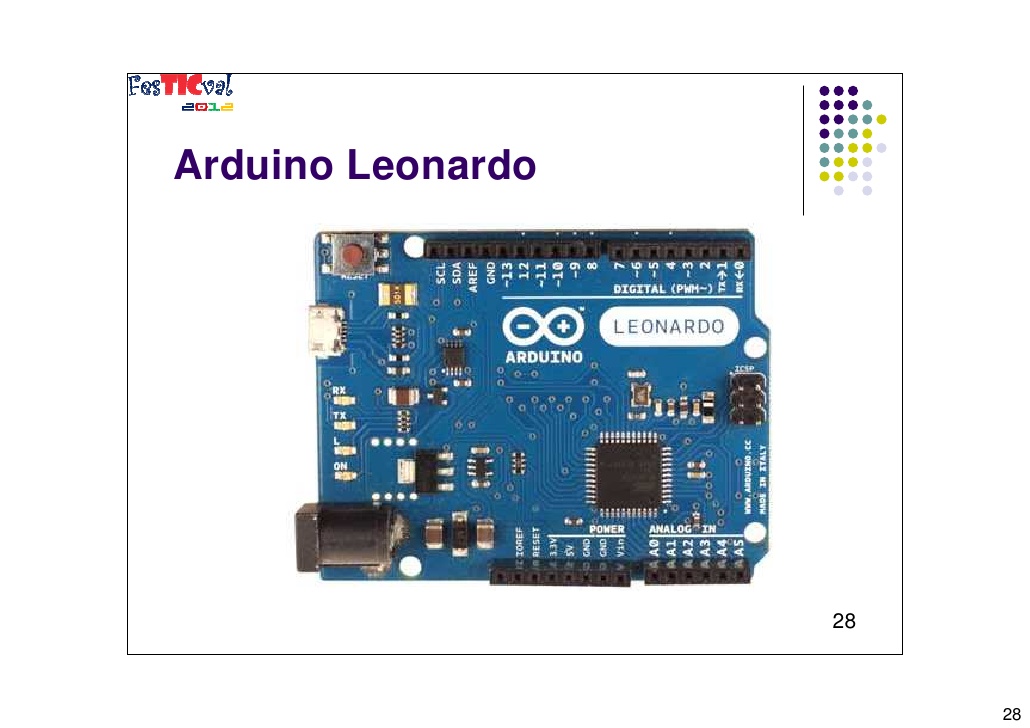 FesTICval
2012
Arduino Leonardo
RESET
SCL
SDA
AREF
GND
~13
12
~11
~10
~9
8
7
~6
~5
4
~3
2
TX→1
RX←0
DIGITAL (PWM~)
LEONARDO
ARDUINO
ICSP
RX
TX
L
ON
WWW.ARDUINO.CC
MADE IN ITALY
POWER
ANALOG IN
IOREF
RESET
3.3V
5V
GND
GND
Vin
A0
A1
A2
A3
A4
A5
28
28